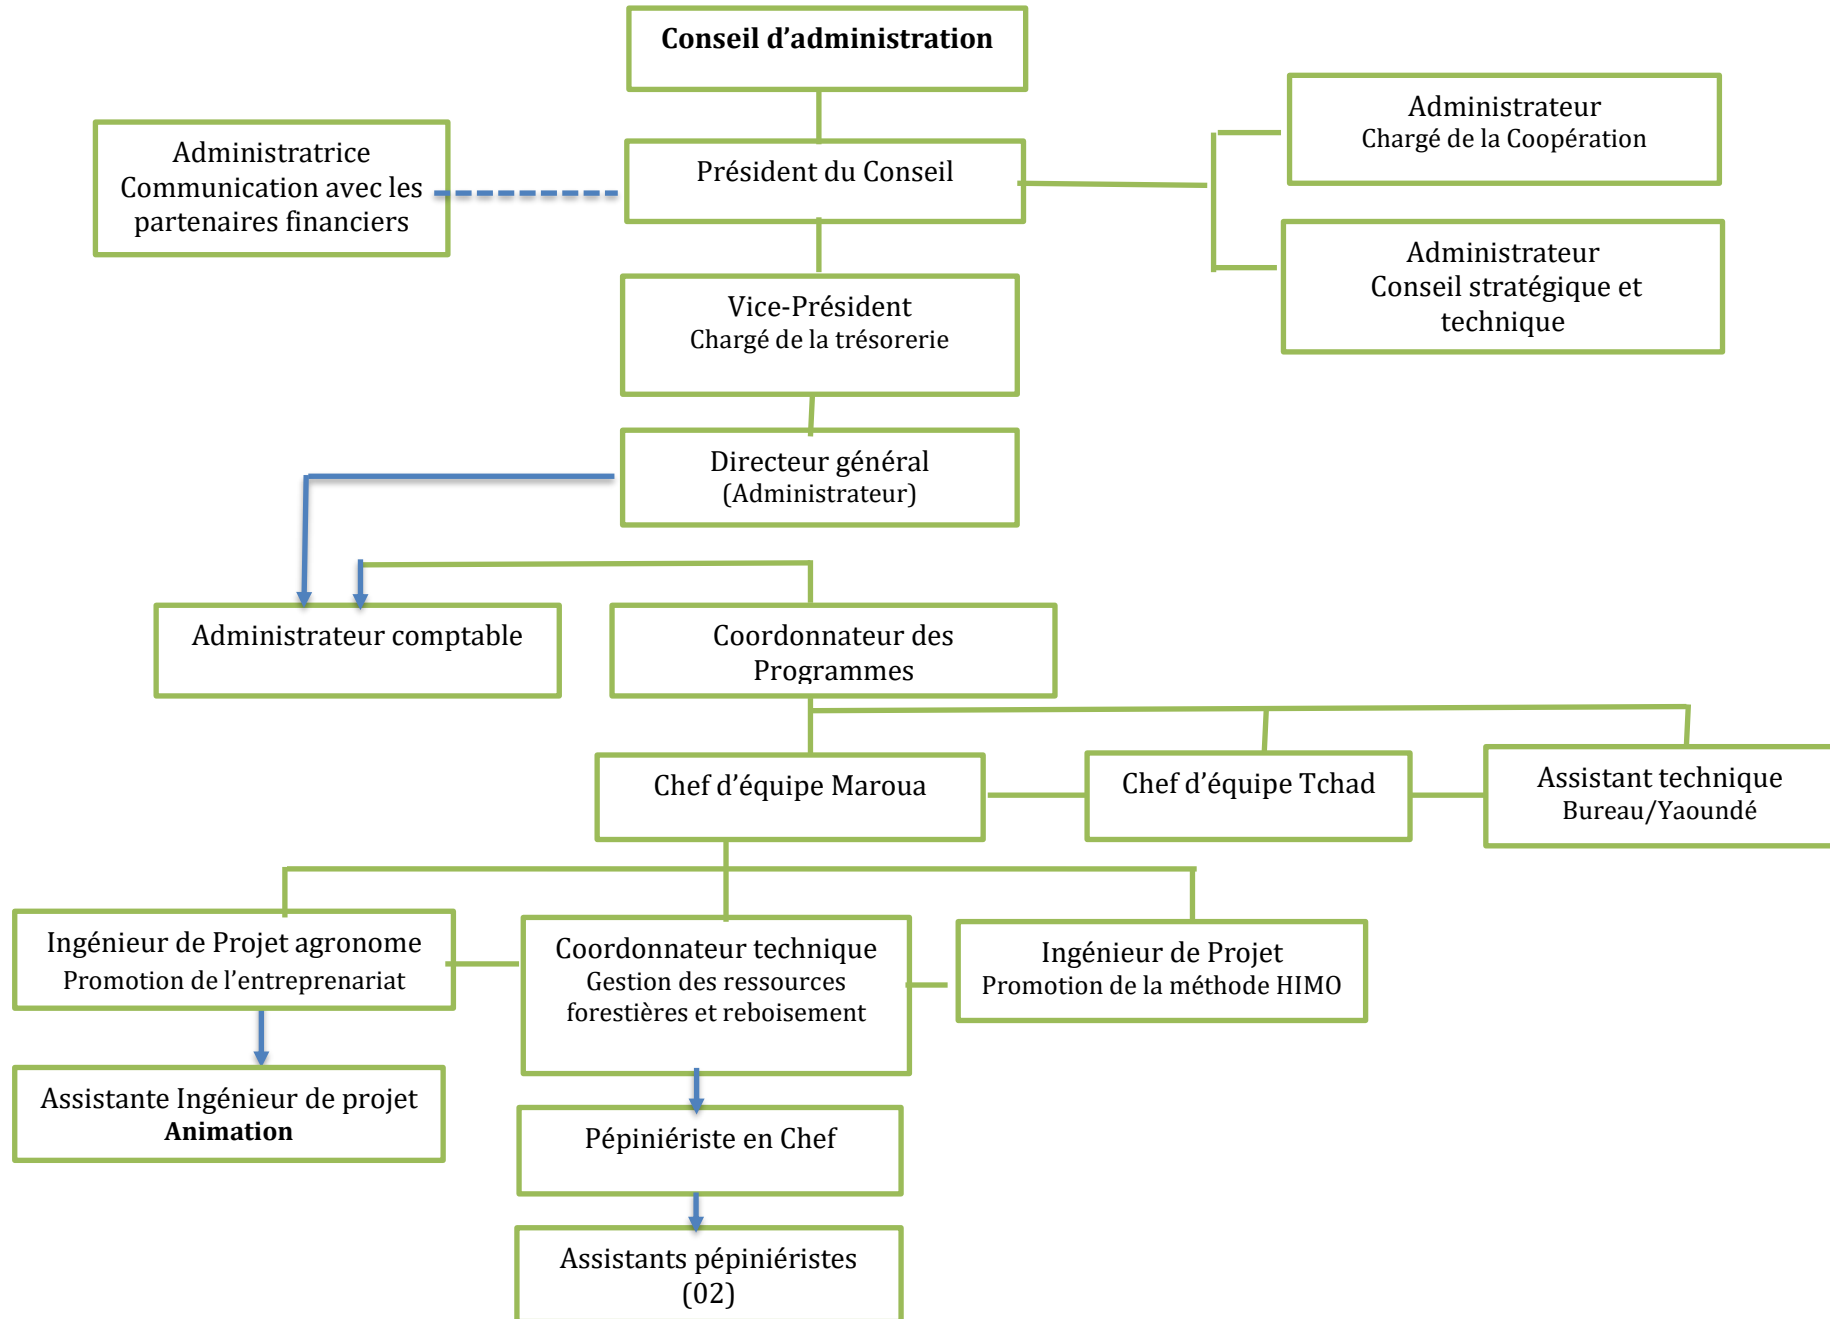 Conseil d’administration
Administrateur
Chargé de la Coopération
Administratrice
Communication avec les
partenaires financiers
Président du Conseil
Administrateur
Conseil stratégique et
technique
Vice-Président
Chargé de la trésorerie
Directeur général
(Administrateur)
Administrateur comptable
Coordonnateur des
Programmes
Chef d’équipe Maroua
Chef d’équipe Tchad
Assistant technique
Bureau/Yaoundé
Ingénieur de Projet agronome
Promotion de l’entreprenariat
Coordonnateur technique
Gestion des ressources
forestières et reboisement
Ingénieur de Projet
Promotion de la méthode HIMO
Assistante Ingénieur de projet
Animation
Pépiniériste en Chef
Assistants pépiniéristes
(02)